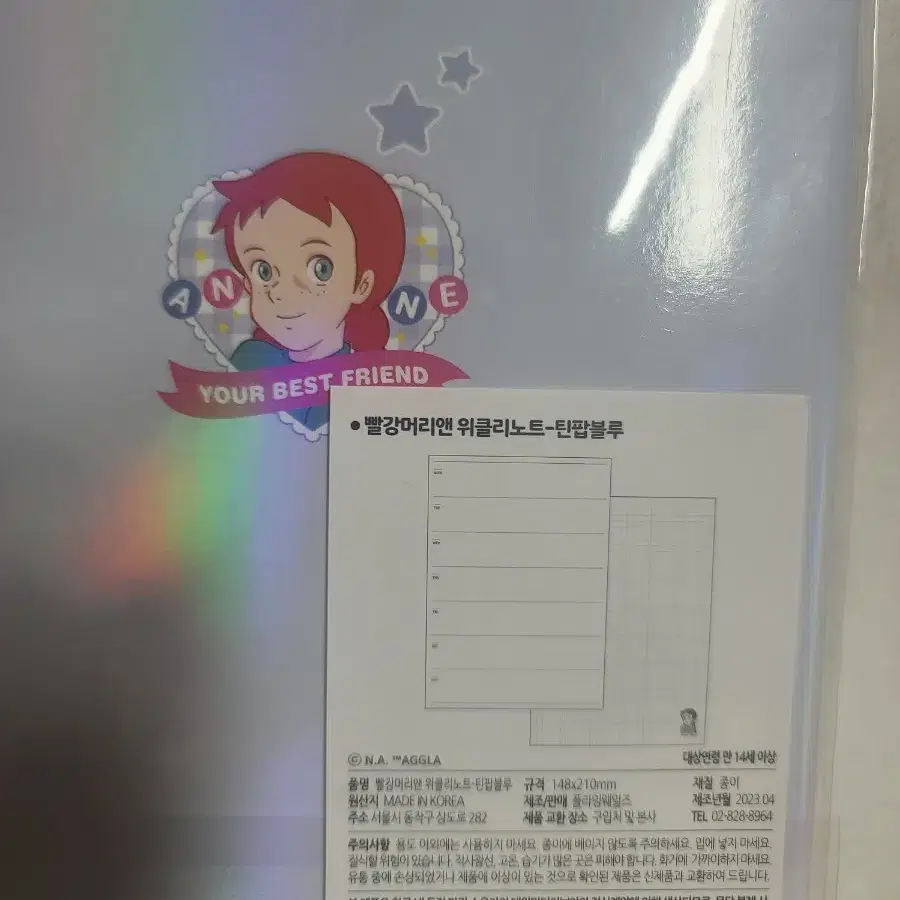 ANNE
YOUR BEST FRIEND
• 빨강머리앤 위클리노트-틴팝블루
MON
TUE
WED
THU
FRI
SAT
SUN
ⓒ N.A. ™AGGLA
대상연령 만 14세 이상
품명 빨강머리앤 위클리노트-틴팝블루 규격 148x210mm 재질 종이
원산지 MADE IN KOREA 제조/판매 플라잉웨일즈 제조년월 2023.04
주소 서울시 동작구 상도로 282 제품 교환 장소 구입처 및 본사 TEL 02-828-8964
주의사항 용도 이외에는 사용하지 마세요. 종이에 베이지 않도록 주의하세요. 입에 넣지 마세요.
질식할 위험이 있습니다. 직사광선, 고온, 습기가 많은 곳은 피해야 합니다. 화기에 가까이하지 마세요.
유통 중에 손상되었거나 제품에 이상이 있는 것으로 확인된 제품은 신제품과 교환하여 드립니다.